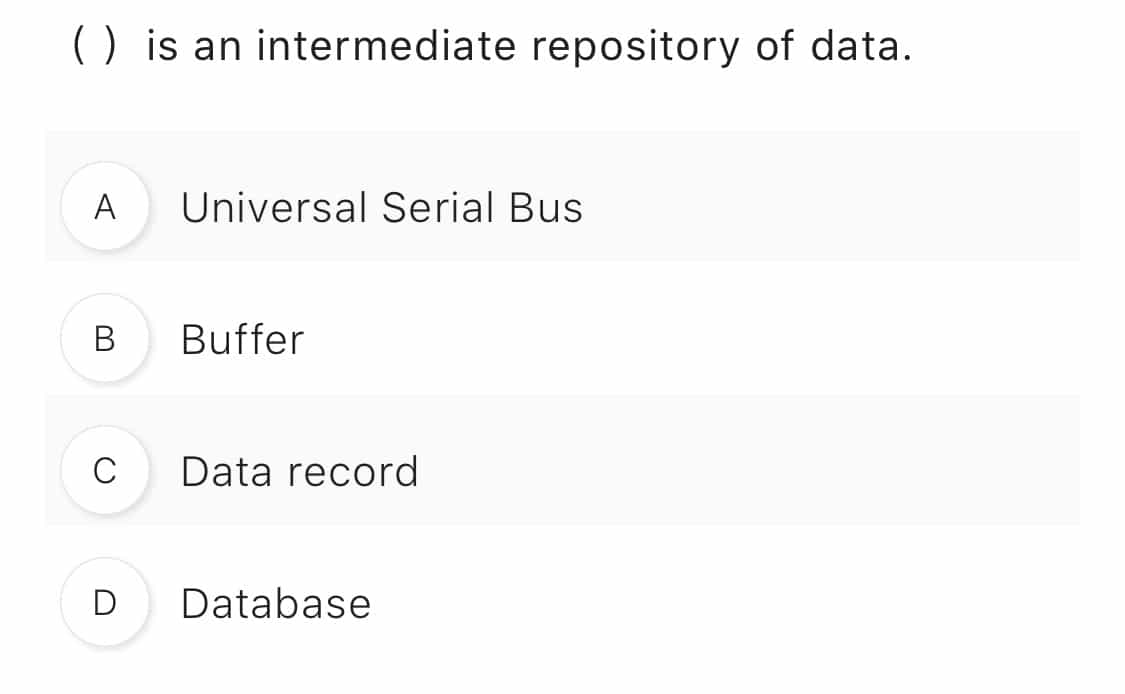 ( ) is an intermediate repository of data.
A Universal Serial Bus
B Buffer
C Data record
D Database